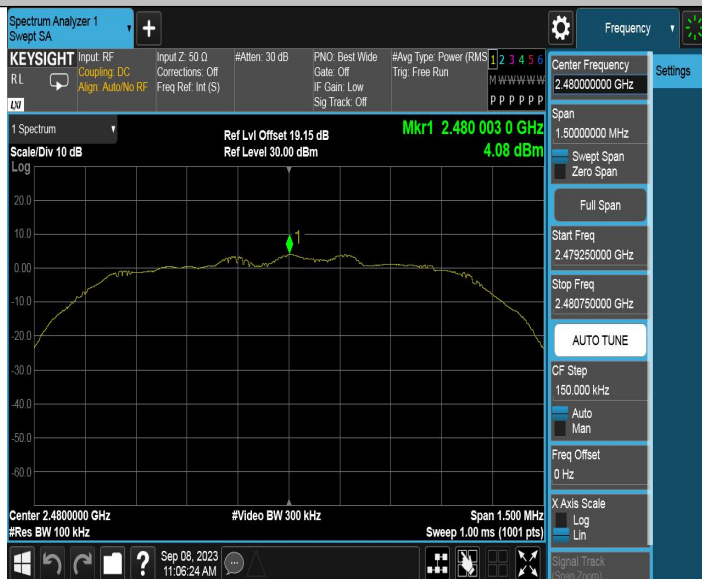 Spectrum Analyzer 1
Swept SA
Frequency
KEYSIGHT
RL
LXI
Input: RF
Coupling: DC
Align: Auto/No RF
Input Z: 50 Ω
Corrections: Off
Freq Ref: Int (S)
#Atten: 30 dB
PNO: Best Wide
Gate: Off
IF Gain: Low
Sig Track: Off
#Avg Type: Power (RMS
Trig: Free Run
1 2 3 4 5 6
M W W W W W
P P P P P P
1 Spectrum
Scale/Div 10 dB
Log
Ref Lvl Offset 19.15 dB
Ref Level 30.00 dBm
Mkr1 2.480 003 0 GHz
4.08 dBm
20.0
10.0
0.00
-10.0
-20.0
-40.0
-50.0
-60.0
1
Center 2.4800000 GHz
#Res BW 100 kHz
#Video BW 300 kHz
Span 1.500 MHz
Sweep 1.00 ms (1001 pts)
Sep 08, 2023
11:06:24 AM
Center Frequency
2.480000000 GHz
Settings
Span
1.50000000 MHz
Swept Span
Zero Span
Full Span
Start Freq
2.479250000 GHz
Stop Freq
2.480750000 GHz
AUTO TUNE
CF Step
150.000 kHz
Auto
Man
Freq Offset
0 Hz
X Axis Scale
Log
Lin
Signal Track
(Span Zoom)